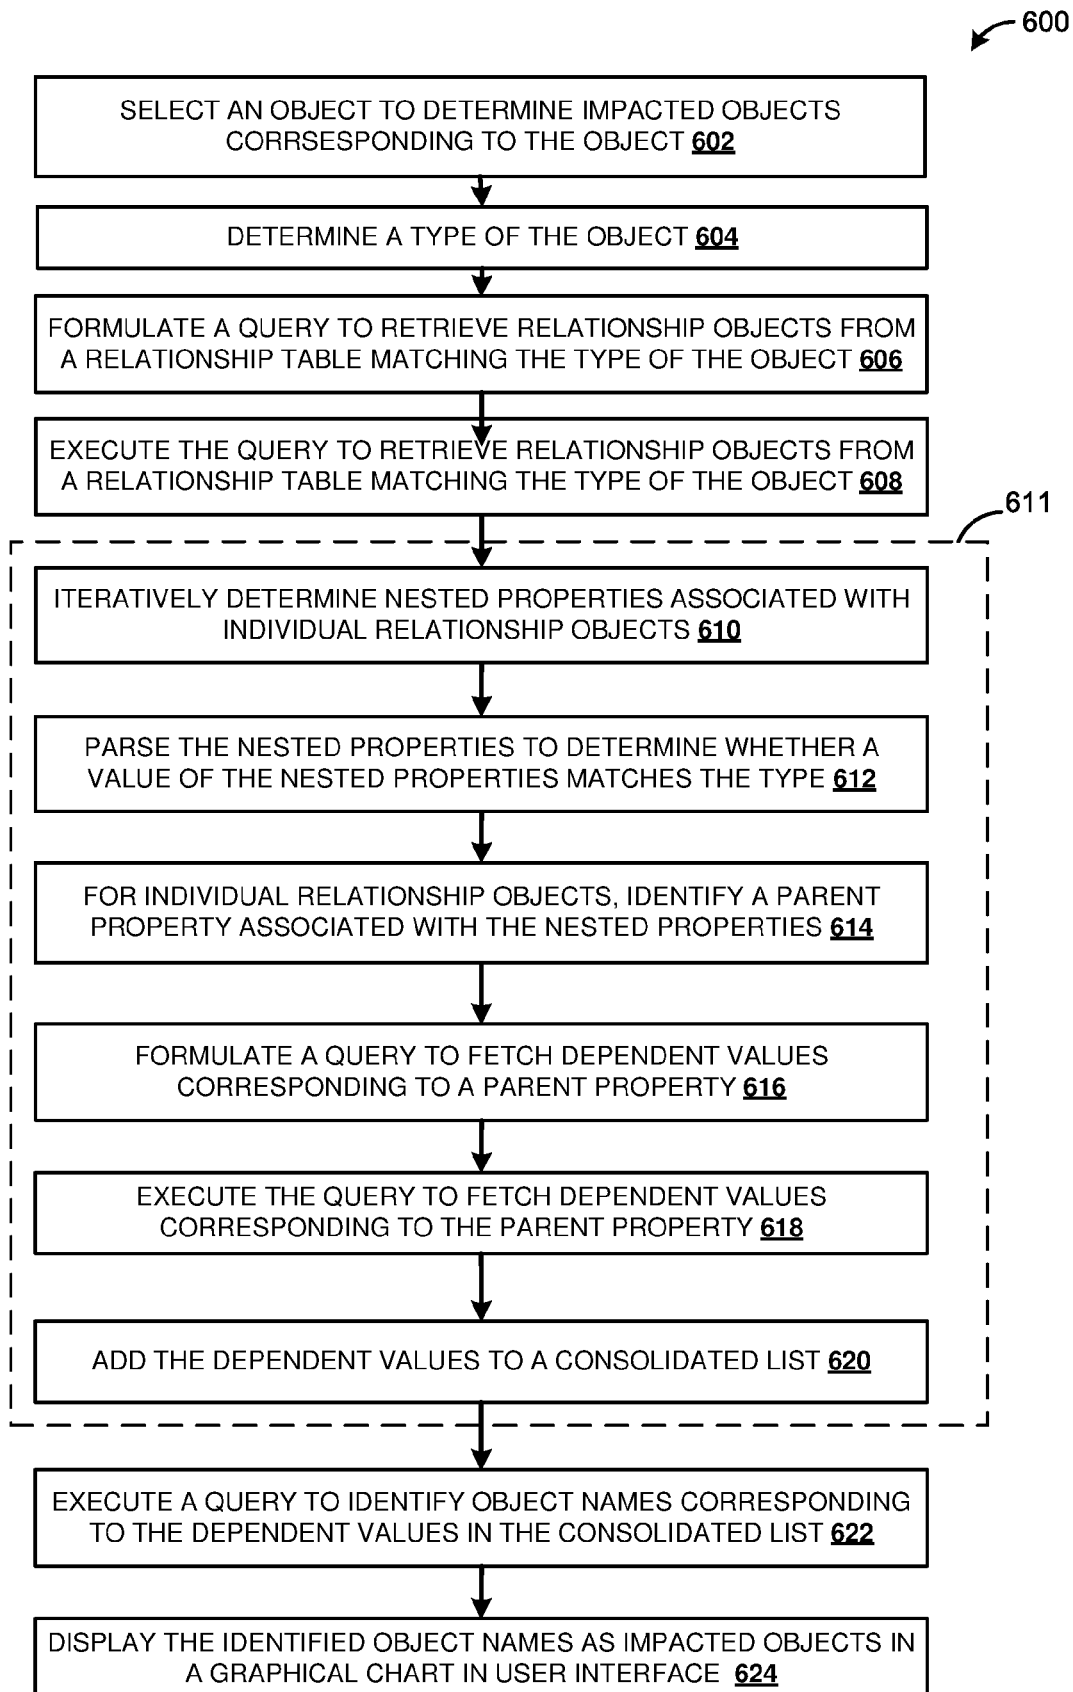 600
SELECT AN OBJECT TO DETERMINE IMPACTED OBJECTS
CORRSESPONDING TO THE OBJECT 602
DETERMINE A TYPE OF THE OBJECT 604
FORMULATE A QUERY TO RETRIEVE RELATIONSHIP OBJECTS FROM
A RELATIONSHIP TABLE MATCHING THE TYPE OF THE OBJECT 606
EXECUTE THE QUERY TO RETRIEVE RELATIONSHIP OBJECTS FROM
A RELATIONSHIP TABLE MATCHING THE TYPE OF THE OBJECT 608
611
ITERATIVELY DETERMINE NESTED PROPERTIES ASSOCIATED WITH
INDIVIDUAL RELATIONSHIP OBJECTS 610
PARSE THE NESTED PROPERTIES TO DETERMINE WHETHER A
VALUE OF THE NESTED PROPERTIES MATCHES THE TYPE 612
FOR INDIVIDUAL RELATIONSHIP OBJECTS, IDENTIFY A PARENT
PROPERTY ASSOCIATED WITH THE NESTED PROPERTIES 614
FORMULATE A QUERY TO FETCH DEPENDENT VALUES
CORRESPONDING TO A PARENT PROPERTY 616
EXECUTE THE QUERY TO FETCH DEPENDENT VALUES
CORRESPONDING TO THE PARENT PROPERTY 618
ADD THE DEPENDENT VALUES TO A CONSOLIDATED LIST 620
EXECUTE A QUERY TO IDENTIFY OBJECT NAMES CORRESPONDING
TO THE DEPENDENT VALUES IN THE CONSOLIDATED LIST 622
DISPLAY THE IDENTIFIED OBJECT NAMES AS IMPACTED OBJECTS IN
A GRAPHICAL CHART IN USER INTERFACE 624